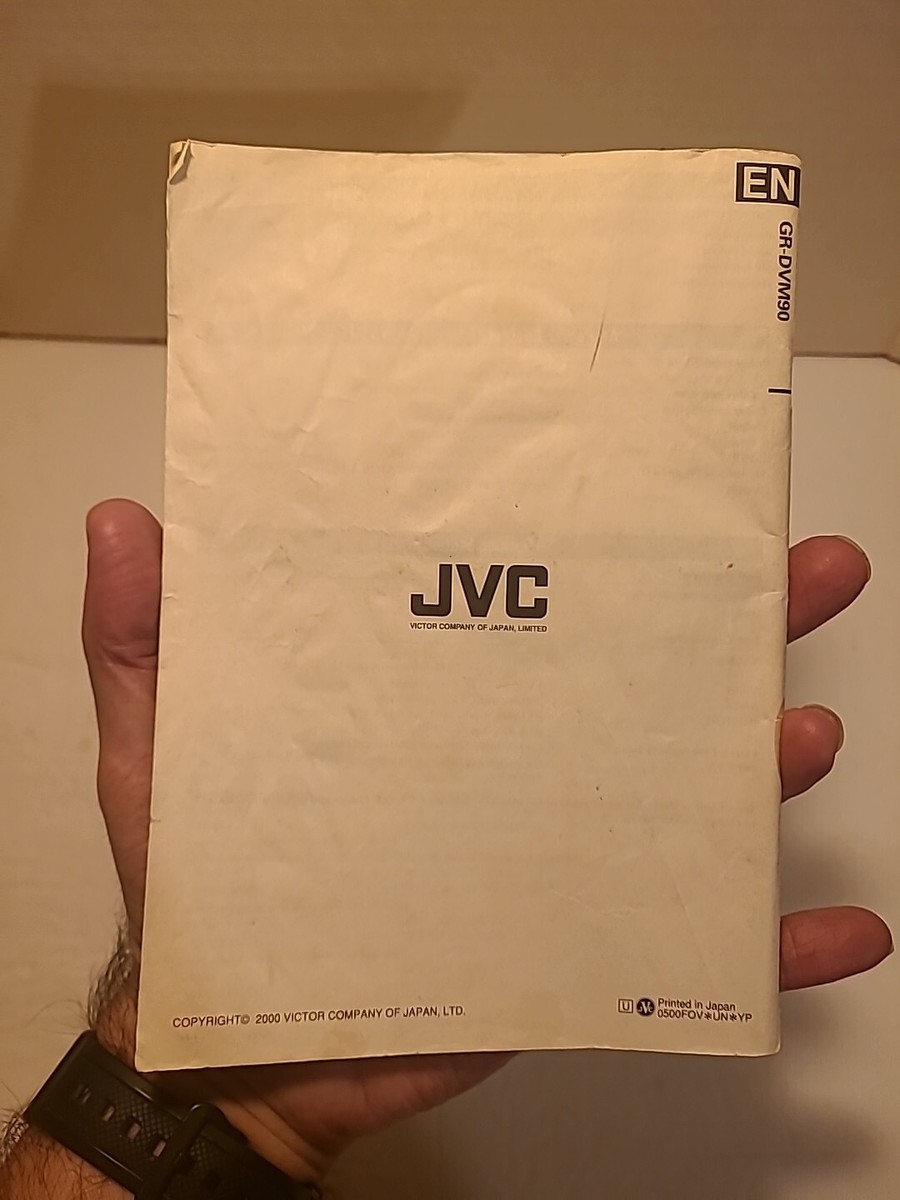 EN
GR-DVM90
JVC
VICTOR COMPANY OF JAPAN, LIMITED
COPYRIGHT© 2000 VICTOR COMPANY OF JAPAN, LTD.
U
Printed in Japan
0500FOV*UN*YP